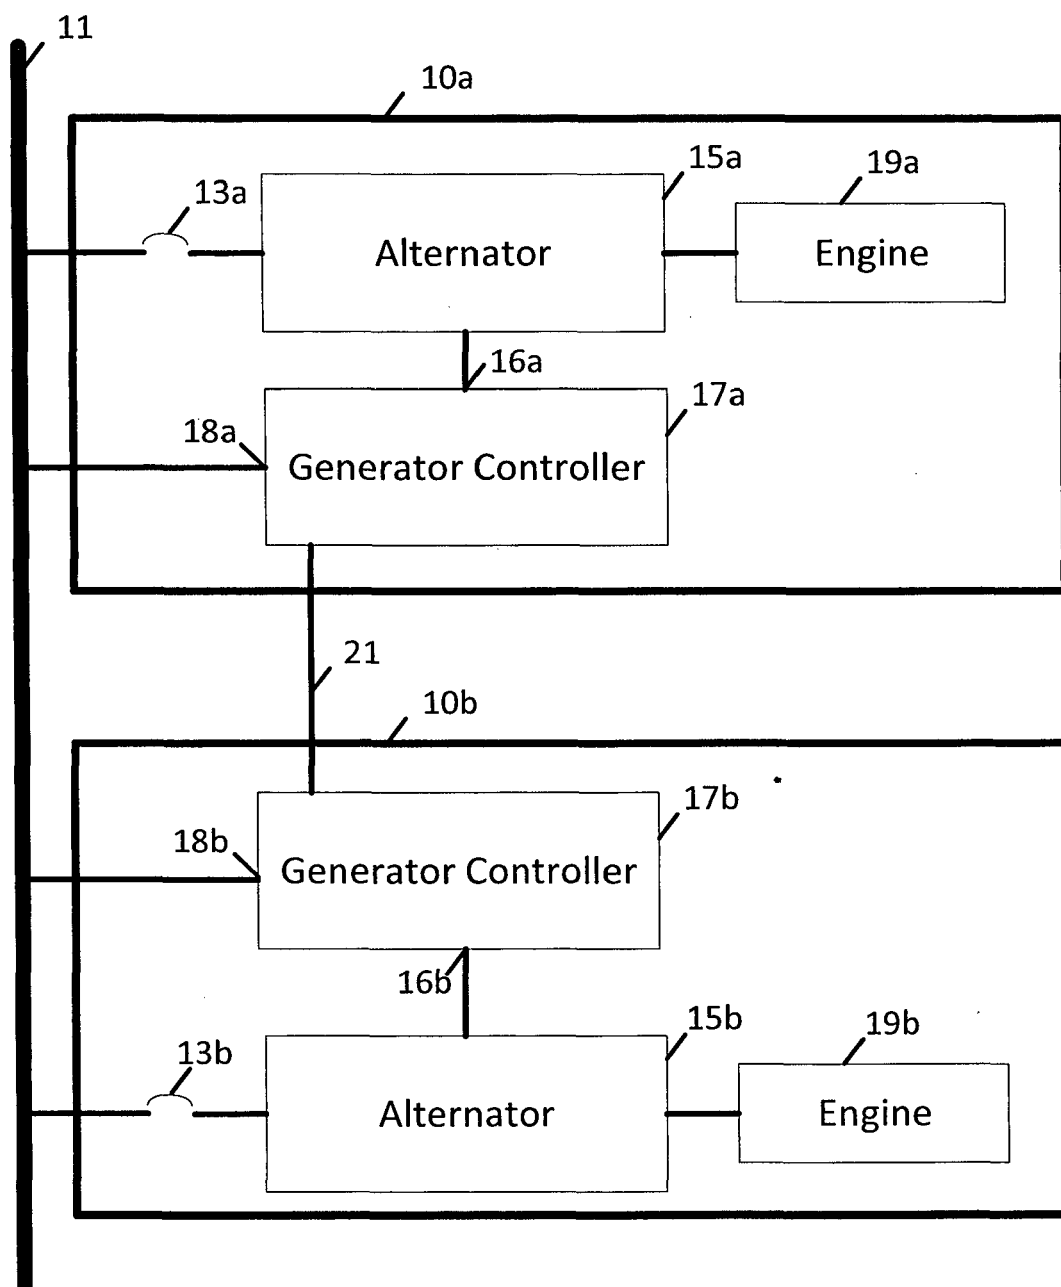 11
10a
15a
19a
13a
Alternator
Engine
16a
17a
18a
Generator Controller
21
10b
17b
18b
Generator Controller
16b
15b
19b
13b
Alternator
Engine